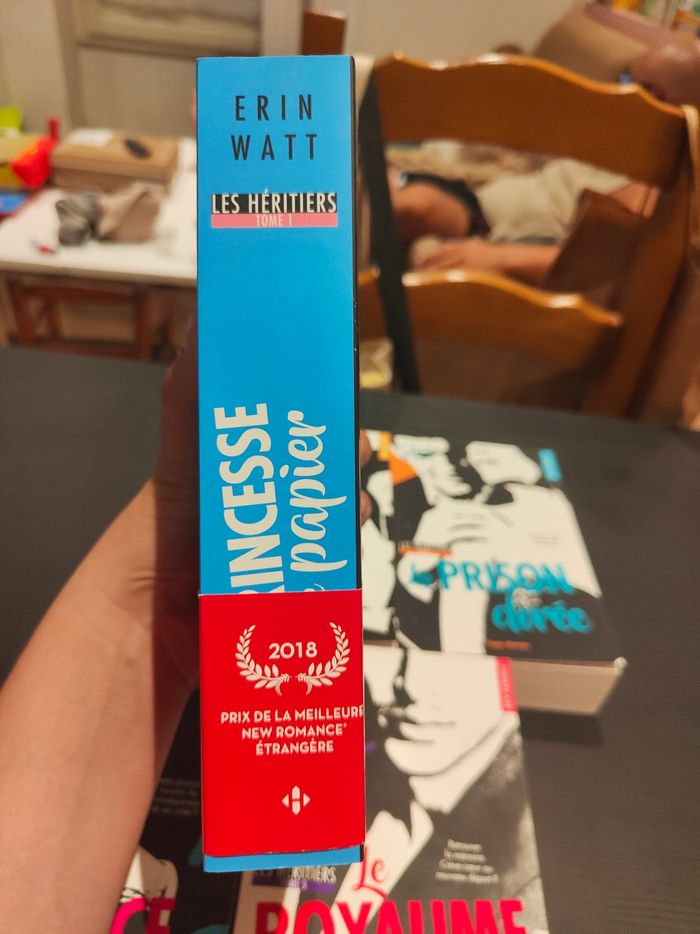 ERIN
WATT
LES HÉRITIERS
TOME 1
RINCESSE
papier
2018
PRIX DE LA MEILLEURE
NEW ROMANCE®
ÉTRANGÈRE
PRISON
dorée
LES HÉRITIERS
Le
ROYAUME
CE